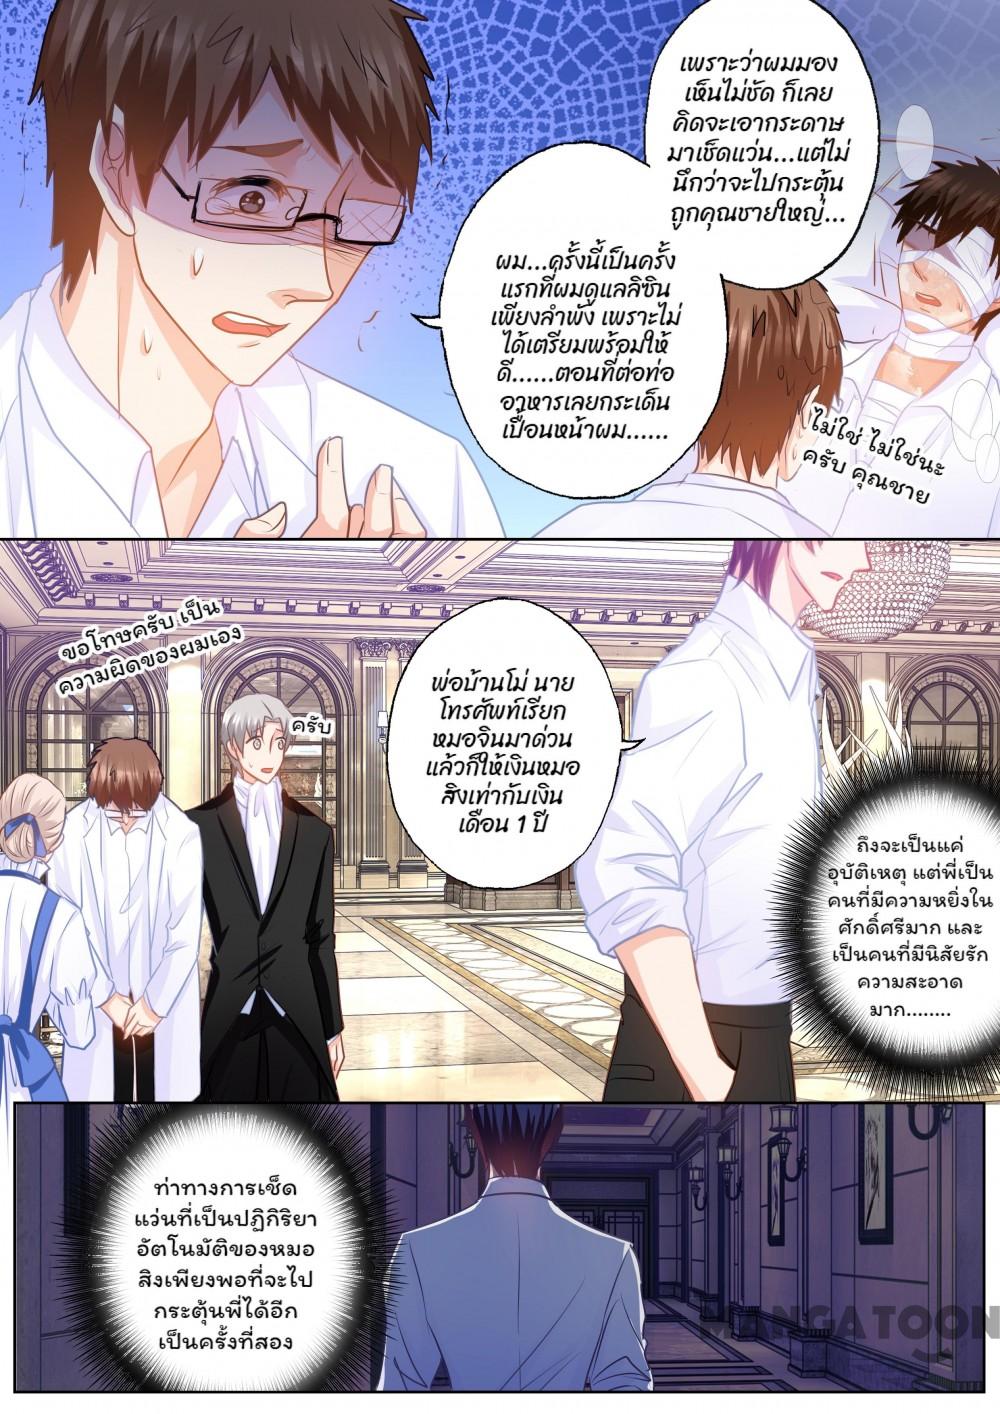 เพราะว่าผมมอง
เห็นไม่ชัด ก็เลย
คิดจะเอากระดาษ
มาเช็ดแว่น...แต่ไม่
นึกว่าจะไปกระตุ้น
ถูกคุณชายใหญ่...
ผม...ครั้งนี้เป็นครั้ง
แรกที่ผมดูแลลิซิน
เพียงลำพัง เพราะไม่
ได้เตรียมพร้อมให้
ดี......ตอนที่ต่อท่อ
อาหารเลยกระเด็น
เปื้อนหน้าผม......
ไม่ใช่ ไม่ใช่นะ
ครับ คุณชาย
ขอโทษครับ เป็น
ความผิดของผมเอง
ครับ
พ่อบ้านโม่ นาย
โทรศัพท์เรียก
หมอจินมาด่วน
แล้วก็ให้เงินหมอ
สิงเท่ากับเงิน
เดือน 1 ปี
ถึงจะเป็นแค่
อุบัติเหตุ แต่พี่เป็น
คนที่มีความหยิ่งใน
ศักดิ์ศรีมาก และ
เป็นคนที่มีนิสัยรัก
ความสะอาด
มาก........
ท่าทางการเช็ด
แว่นที่เป็นปฏิกิริยา
อัตโนมัติของหมอ
สิงเพียงพอที่จะไป
กระตุ้นพี่ได้อีก
เป็นครั้งที่สอง
MANGATOON